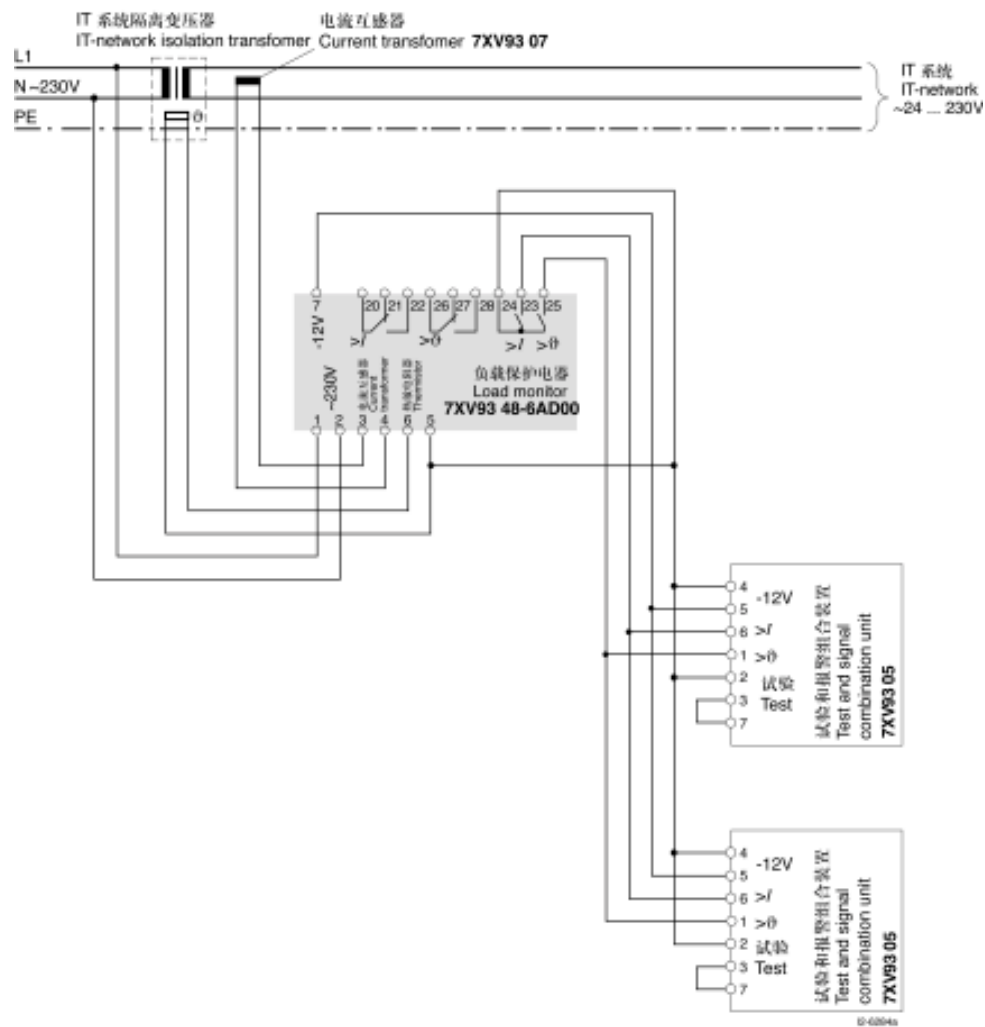 IT 系统隔离变压器
IT-network isolation transfomer
电流互感器
Current transfomer 7XV93 07
L1
N ~230V
PE
ϑ
IT 系统
IT-network
~24 ... 230V
7
20
21
22
26
27
28
24
23
25
-12V
>I
>ϑ
>I
>ϑ
~230V
电流互感器
Current
transformer
热敏电阻器
Thermistor
负载保护电器
Load monitor
7XV93 48-6AD00
1
2
3
4
4
5
6
1
2
3
7
-12V
>I
>ϑ
试验
Test
试验和报警组合装置
Test and signal
combination unit
7XV93 05
4
5
6
1
2
3
7
-12V
>I
>ϑ
试验
Test
试验和报警组合装置
Test and signal
combination unit
7XV93 05